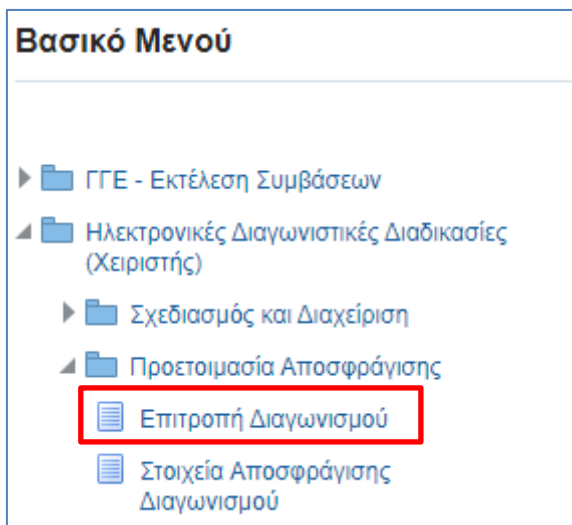 Βασικό Μενού
ΓΓΕ - Εκτέλεση Συμβάσεων
Ηλεκτρονικές Διαγωνιστικές Διαδικασίες
(Χειριστής)
Σχεδιασμός και Διαχείριση
Προετοιμασία Αποσφράγισης
Επιτροπή Διαγωνισμού
Στοιχεία Αποσφράγισης
Διαγωνισμού